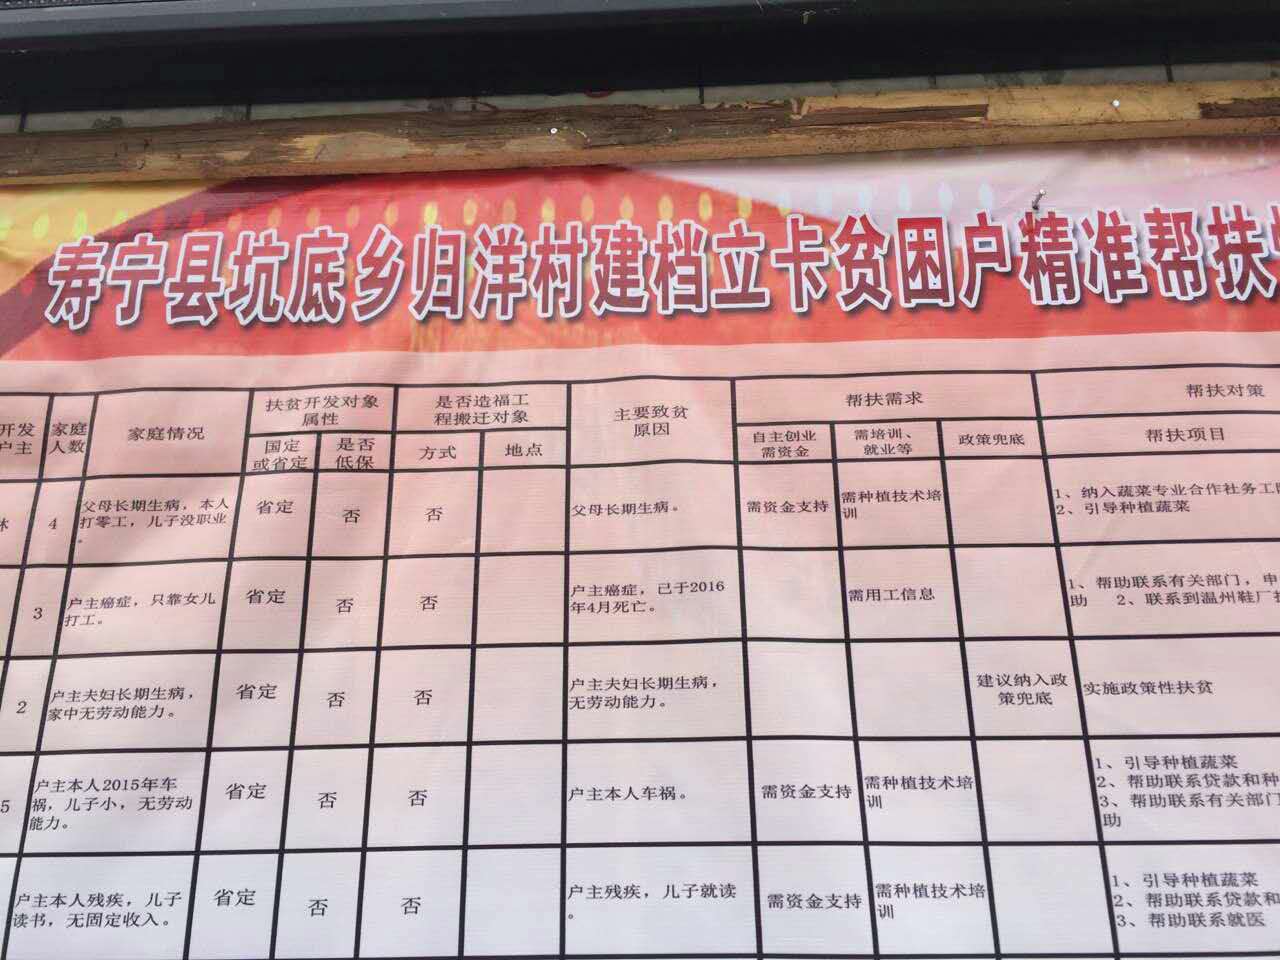 寿宁县坑底乡归洋村建档立卡贫困户精准帮扶
开发 家庭 家庭情况 扶贫开发对象 是否造福工 主要致贫 帮扶需求 帮扶对策
户主 人数 属性 程搬迁对象 原因
国定 是否 方式 地点 自主创业 需培训、 政策兜底 帮扶项目
或省定 低保 需资金 就业等
4 父母长期生病，本人 省定 否 否 父母长期生病。 需资金支持 需种植技术培 1、纳入蔬菜专业合作社务工
打零工，儿子没职业 训 2、引导种植蔬菜
。
3 户主癌症，只靠女儿 省定 否 否 户主癌症，已于2016 需用工信息 1、帮助联系有关部门，申
打工。 年4月死亡。 助 2、联系到温州鞋厂
2 户主夫妇长期生病， 省定 否 否 户主夫妇长期生病， 建议纳入政 实施政策性扶贫
家中无劳动能力。 无劳动能力。 策兜底
5 户主本人2015年车 省定 否 否 户主本人车祸。 需资金支持 需种植技术培 1、引导种植蔬菜
祸，儿子小，无劳动 训 2、帮助联系贷款和种
能力。 3、帮助联系有关部门
助
户主本人残疾，儿子 省定 否 否 户主残疾，儿子就读 需资金支持 需种植技术培 1、引导种植蔬菜
读书，无固定收入。 。 训 2、帮助联系贷款和
3、帮助联系就医